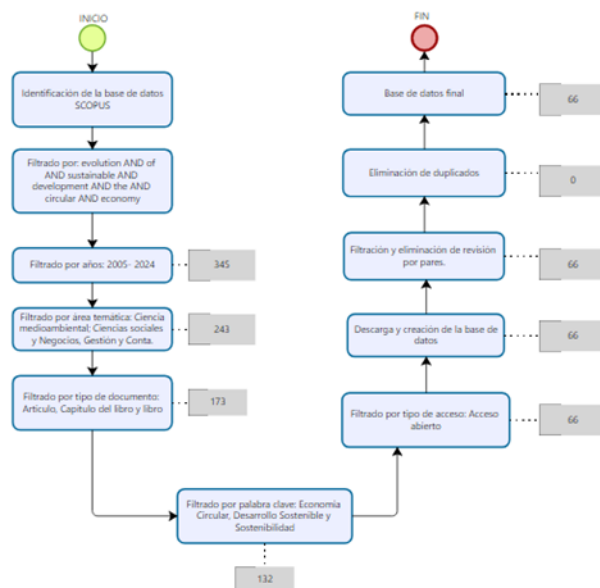 INICIO
Identificación de la base de datos
SCOPUS
Filtrado por: evolution AND of
AND sustainable AND
development AND the AND
circular AND economy
Filtrado por años: 2005- 2024
345
Filtrado por área temática: Ciencia
medioambiental; Ciencias sociales
y Negocios, Gestión y Conta.
243
Filtrado por tipo de documento:
Artículo, Capítulo del libro y libro
173
Filtrado por palabra clave: Economía
Circular, Desarrollo Sostenible y
Sostenibilidad
132
Filtrado por tipo de acceso: Acceso
abierto
66
Descarga y creación de la base de
datos
66
Filtración y eliminación de revisión
por pares.
66
Eliminación de duplicados
0
Base de datos final
66
FIN